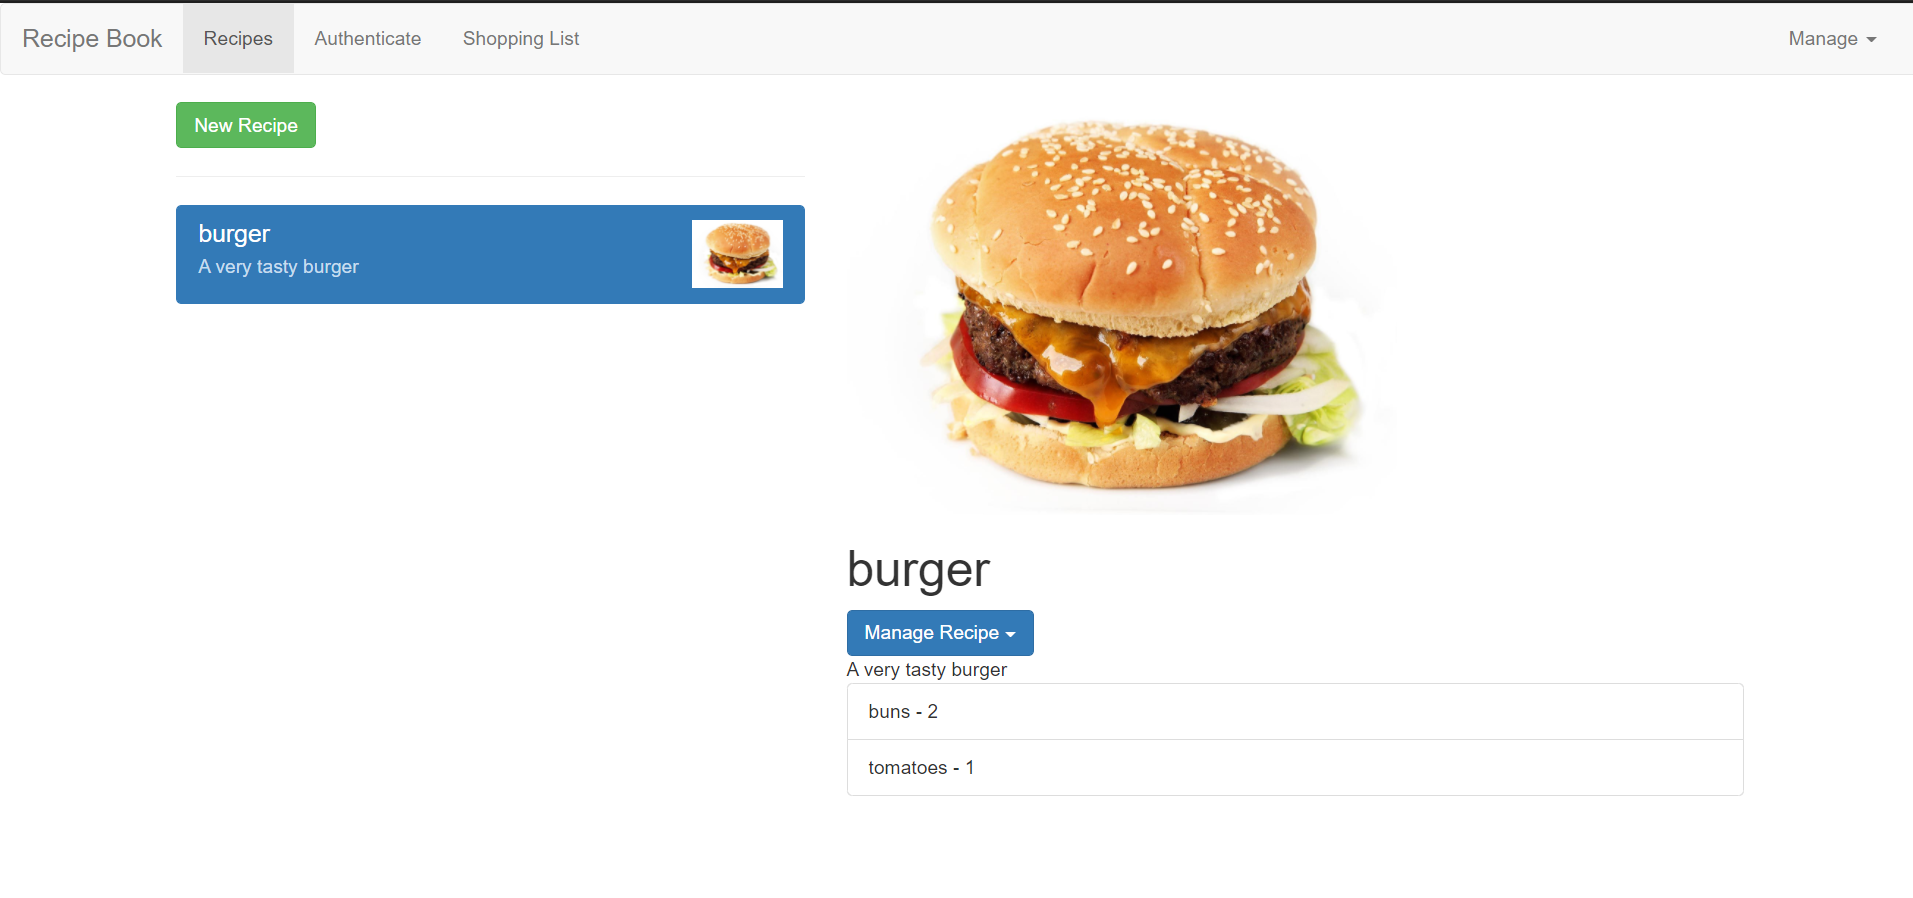 Recipe Book Recipes Authenticate Shopping List Manage
New Recipe
burger
A very tasty burger
burger
Manage Recipe
A very tasty burger
buns - 2
tomatoes - 1